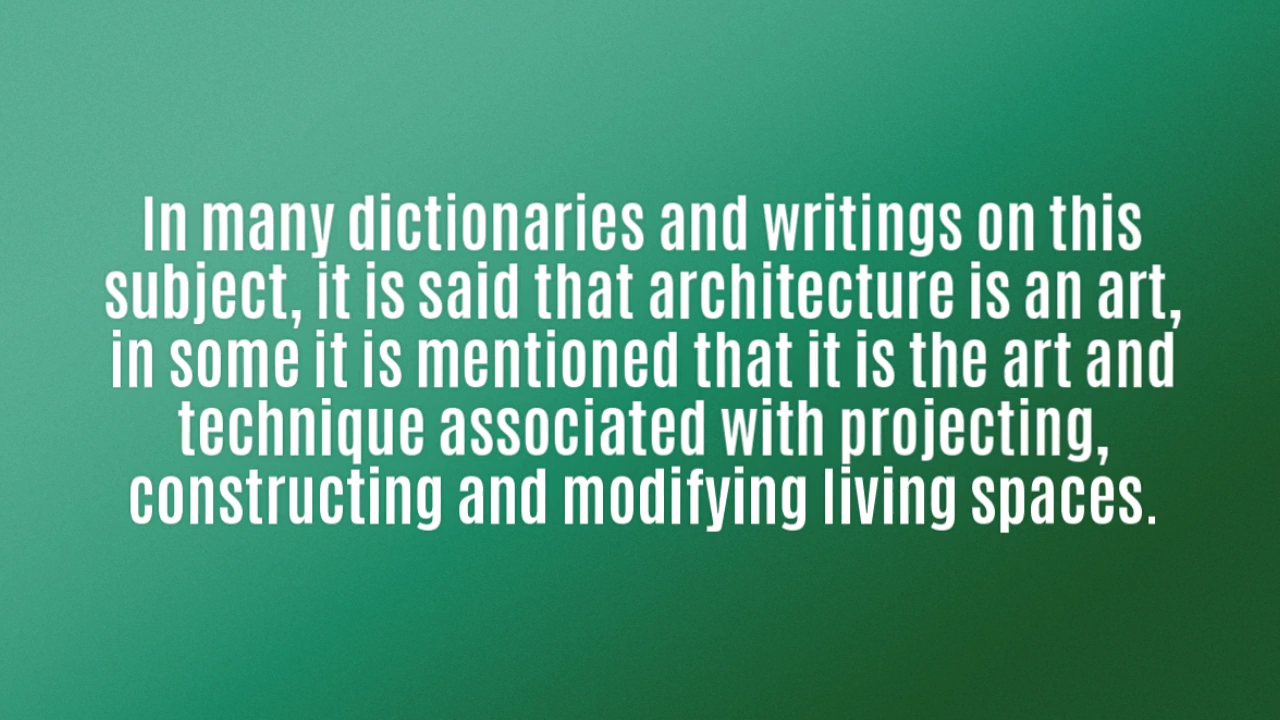 In many dictionaries and writings on this
subject, it is said that architecture is an art,
in some it is mentioned that it is the art and
technique associated with projecting,
constructing and modifying living spaces.